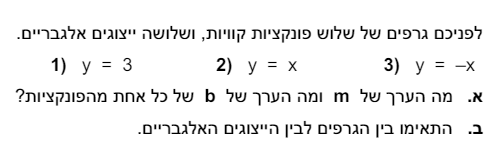 לפניכם גרפים של שלוש פונקציות קוויות, ושלושה ייצוגים אלגבריים.
1) y = 3 2) y = x 3) y = –x
א. מה הערך של m ומה הערך של b של כל אחת מהפונקציות?
ב. התאימו בין הגרפים לבין הייצוגים האלגבריים.